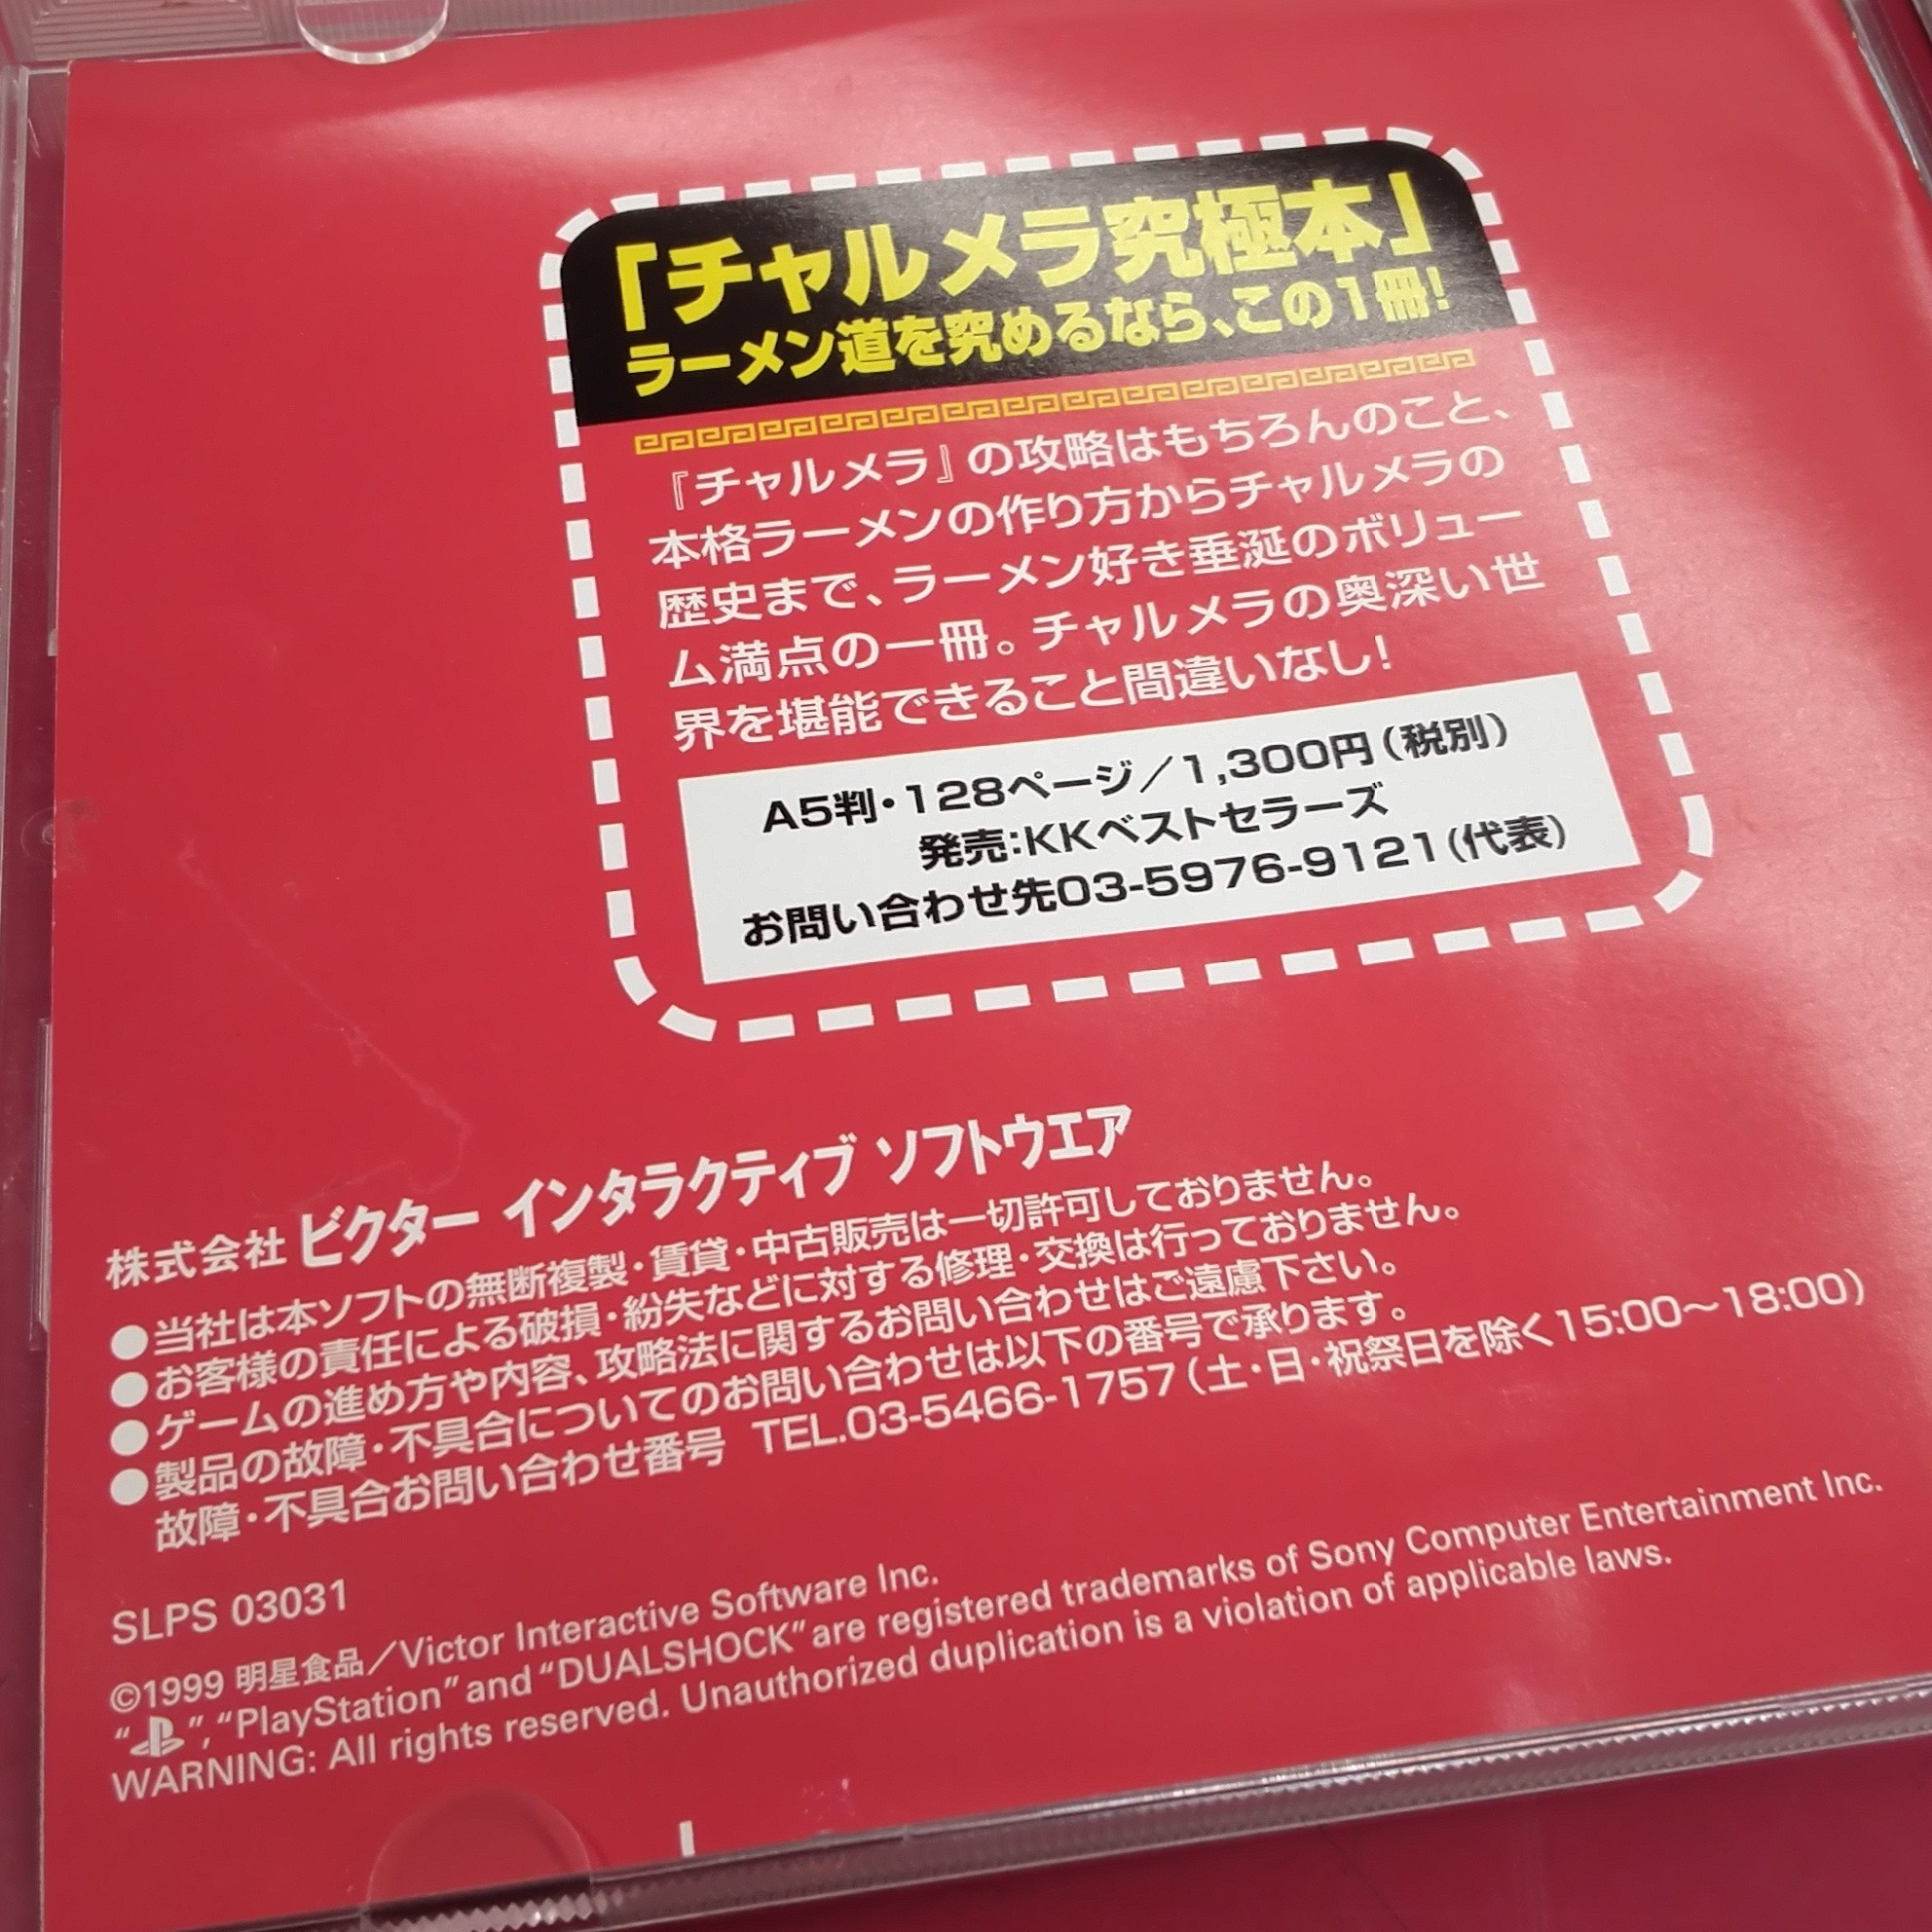 「チャルメラ究極本」
ラーメン道を究めるなら、この1冊!
『チャルメラ』の攻略はもちろんのこと、
本格ラーメンの作り方からチャルメラの
歴史まで、ラーメン好き垂涎のボリュー
ム満点の一冊。チャルメラの奥深い世
界を堪能できること間違いなし!
A5判・128ページ/1,300円(税別)
発売:KKベストセラーズ
お問い合わせ先03-5976-9121(代表)
株式会社 ビクター インタラクティブ ソフトウエア
●当社は本ソフトの無断複製・賃貸・中古販売は一切許可しておりません。
●お客様の責任による破損・紛失などに対する修理・交換は行っておりません。
●ゲームの進め方や内容、攻略法に関するお問い合わせはご遠慮下さい。
●製品の故障・不具合についてのお問い合わせは以下の番号で承ります。
故障・不具合お問い合わせ番号 TEL.03-5466-1757(土・日・祝祭日を除く15:00～18:00)
SLPS 03031
©1999 明星食品/Victor Interactive Software Inc.
" ", "PlayStation" and "DUALSHOCK" are registered trademarks of Sony Computer Entertainment Inc.
WARNING: All rights reserved. Unauthorized duplication is a violation of applicable laws.